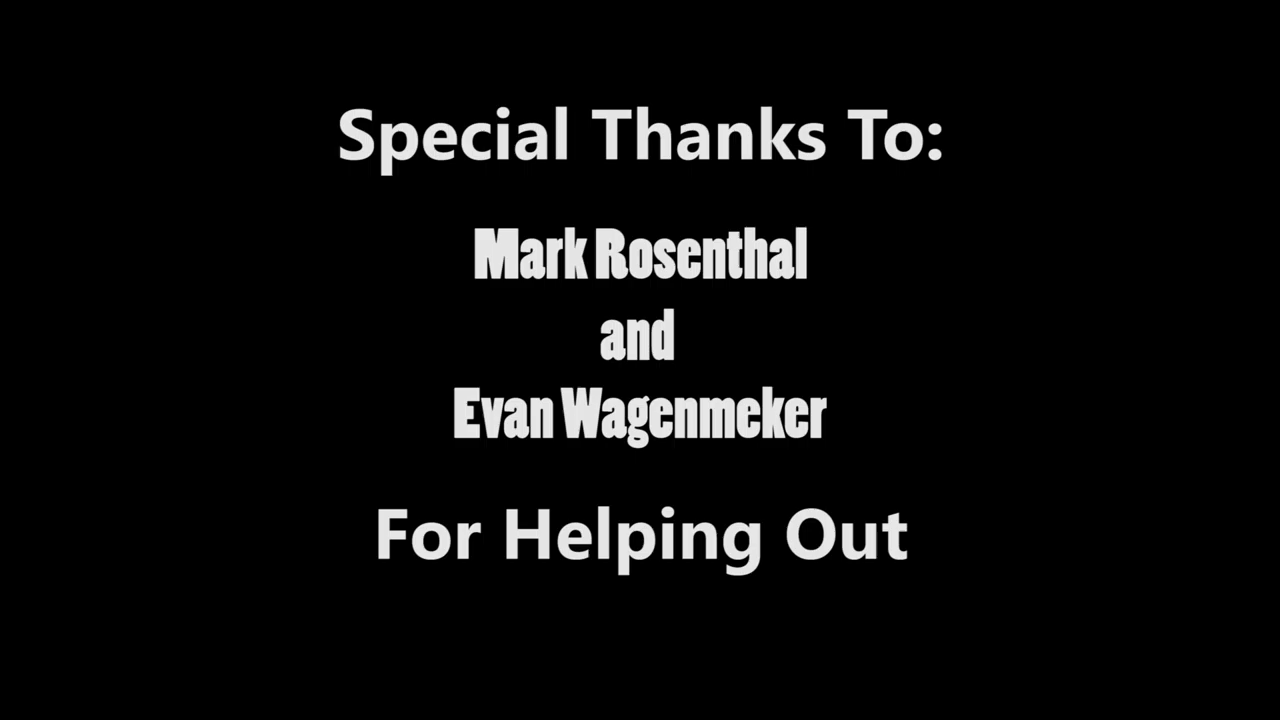 Special Thanks To:
Mark Rosenthal
and
Evan Wagenmeker
For Helping Out